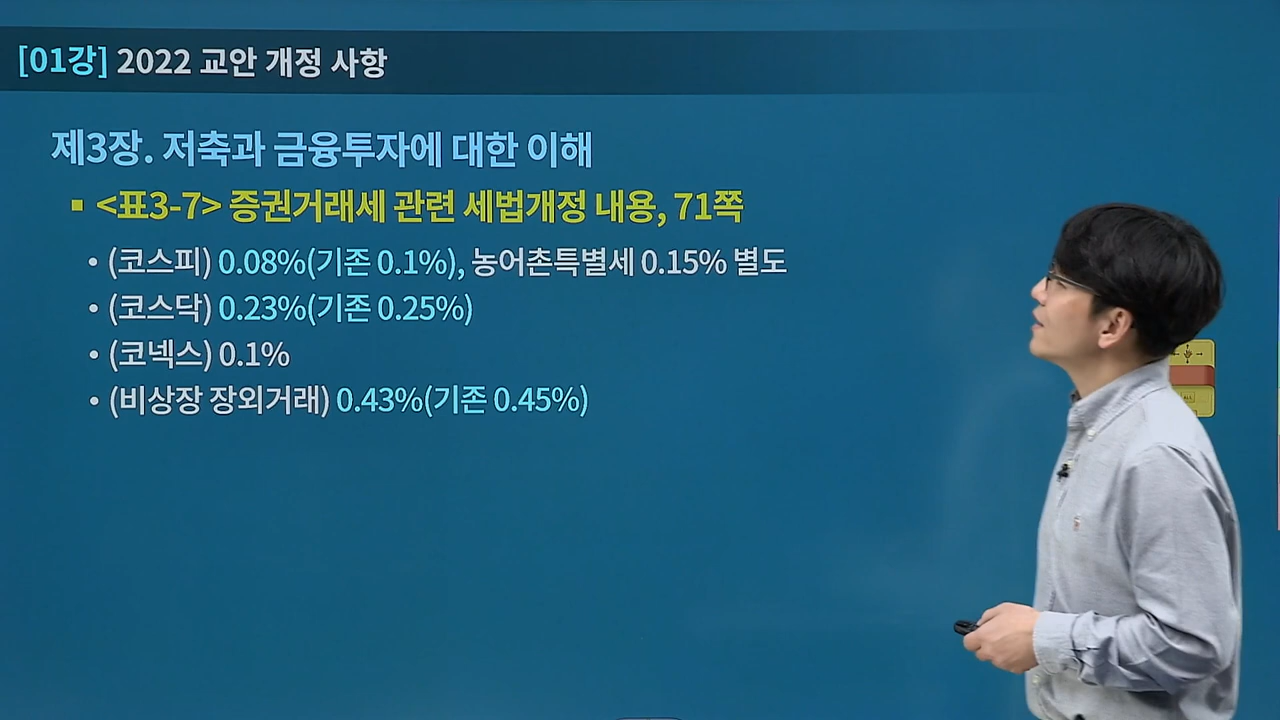 [01강] 2022 교안 개정 사항
제3장. 저축과 금융투자에 대한 이해
▪ <표3-7> 증권거래세 관련 세법개정 내용, 71쪽
• (코스피) 0.08%(기존 0.1%), 농어촌특별세 0.15% 별도
• (코스닥) 0.23%(기존 0.25%)
• (코넥스) 0.1%
• (비상장 장외거래) 0.43%(기존 0.45%)
ALL